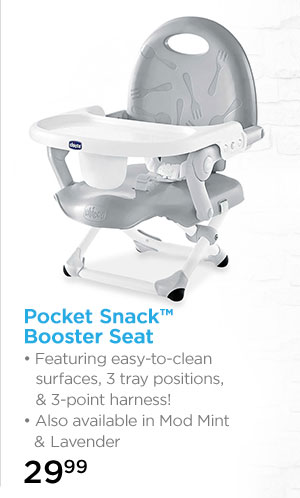 chicco
chicco
Pocket Snack™
Booster Seat
• Featuring easy-to-clean
surfaces, 3 tray positions,
& 3-point harness!
• Also available in Mod Mint
& Lavender
29⁹⁹